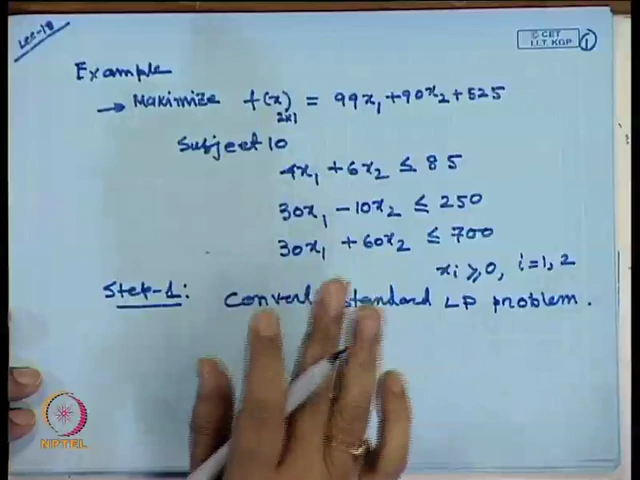 Lec-18
© CET
I.I.T. KGP
1
Example
→ Maximize f(x) = 99x₁ + 90x₂ + 525
2x1
Subject to
4x₁ + 6x₂ ≤ 85
30x₁ - 10x₂ ≤ 250
30x₁ + 60x₂ ≤ 700
xᵢ ≥ 0, i = 1, 2
Step-1: Convert standard LP problem.
NPTEL